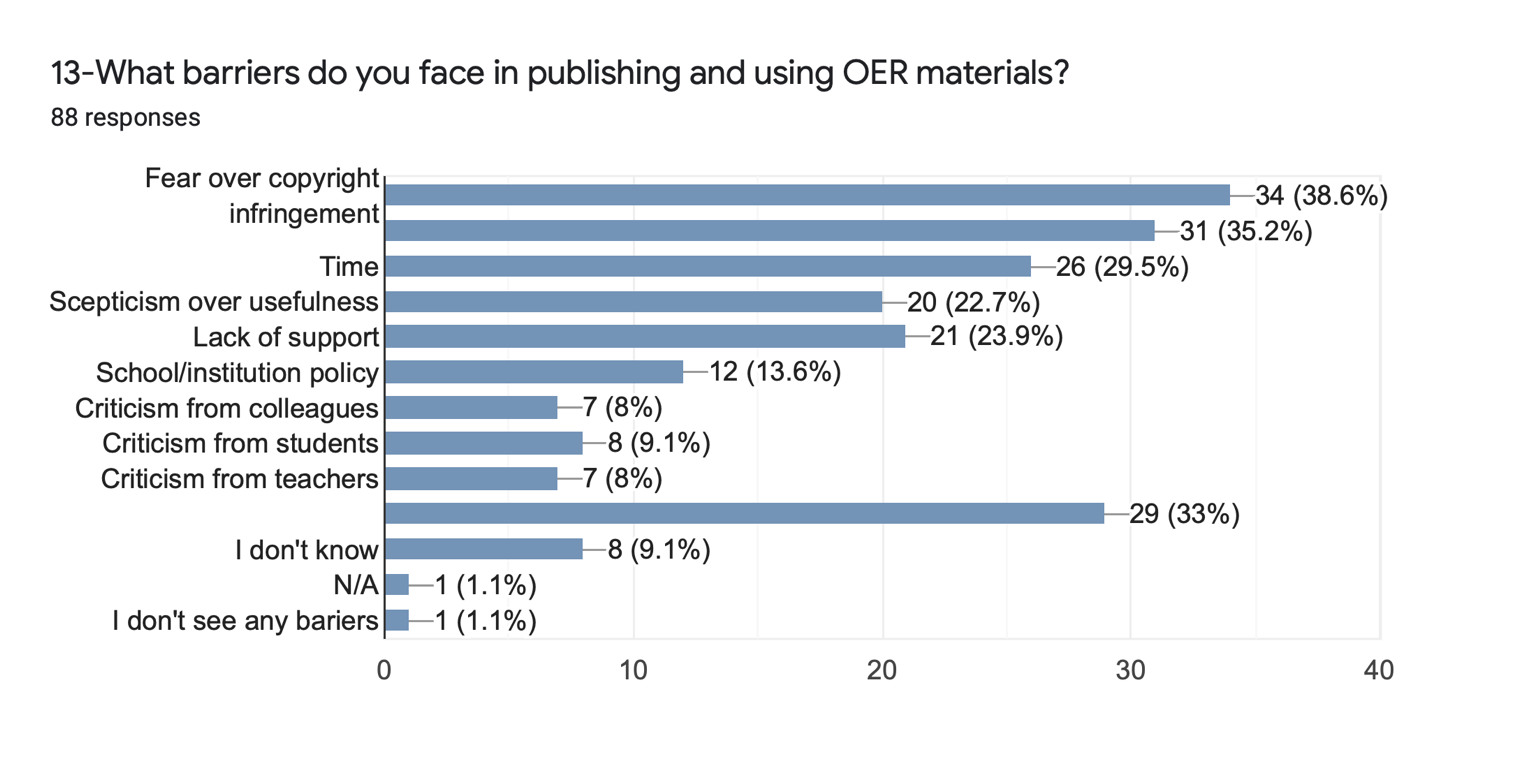 13-What barriers do you face in publishing and using OER materials?
88 responses
Fear over copyright
infringement
34 (38.6%)
31 (35.2%)
Time
26 (29.5%)
Scepticism over usefulness
20 (22.7%)
Lack of support
21 (23.9%)
School/institution policy
12 (13.6%)
Criticism from colleagues
7 (8%)
Criticism from students
8 (9.1%)
Criticism from teachers
7 (8%)
29 (33%)
I don't know
8 (9.1%)
N/A
1 (1.1%)
I don't see any bariers
1 (1.1%)
0 10 20 30 40